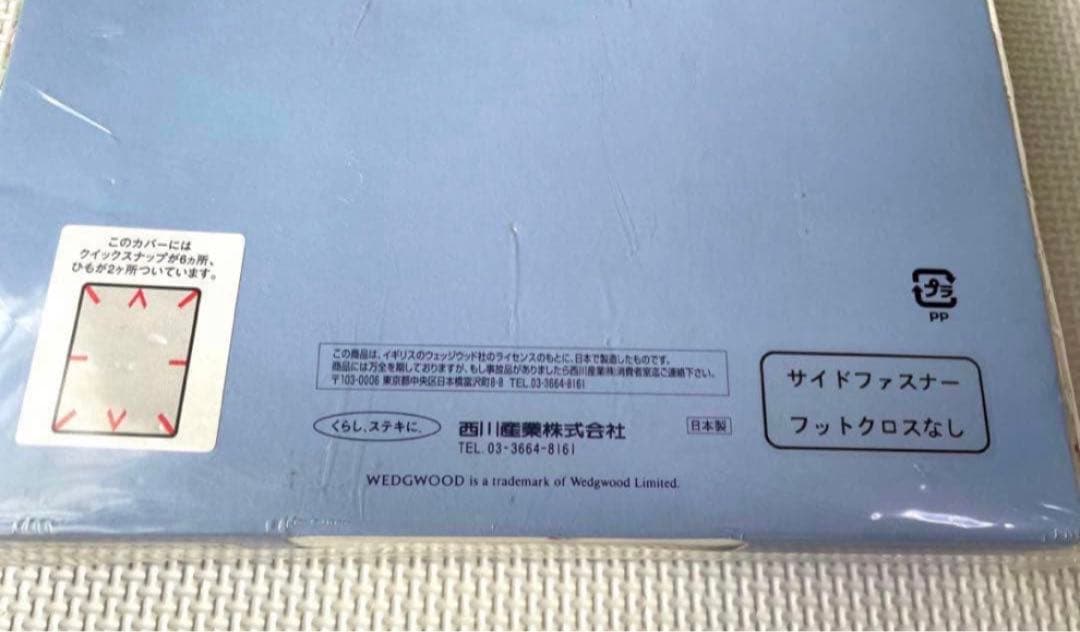 このカバーには
クイックスナップが6ヵ所、
ひもが2ヶ所ついています。
プラ
PP
この商品は、イギリスのウェッジウッド社のライセンスのもとに、日本で製造したものです。
商品には万全を期しておりますが、もし事故品がありましたら西川産業㈱消費者室迄ご連絡下さい。
〒103-0006 東京都中央区日本橋富沢町8-8 TEL.03-3664-8161
くらし、ステキに。
西川産業株式会社
TEL.03-3664-8161
日本製
サイドファスナー
フットクロスなし
WEDGWOOD is a trademark of Wedgwood Limited.